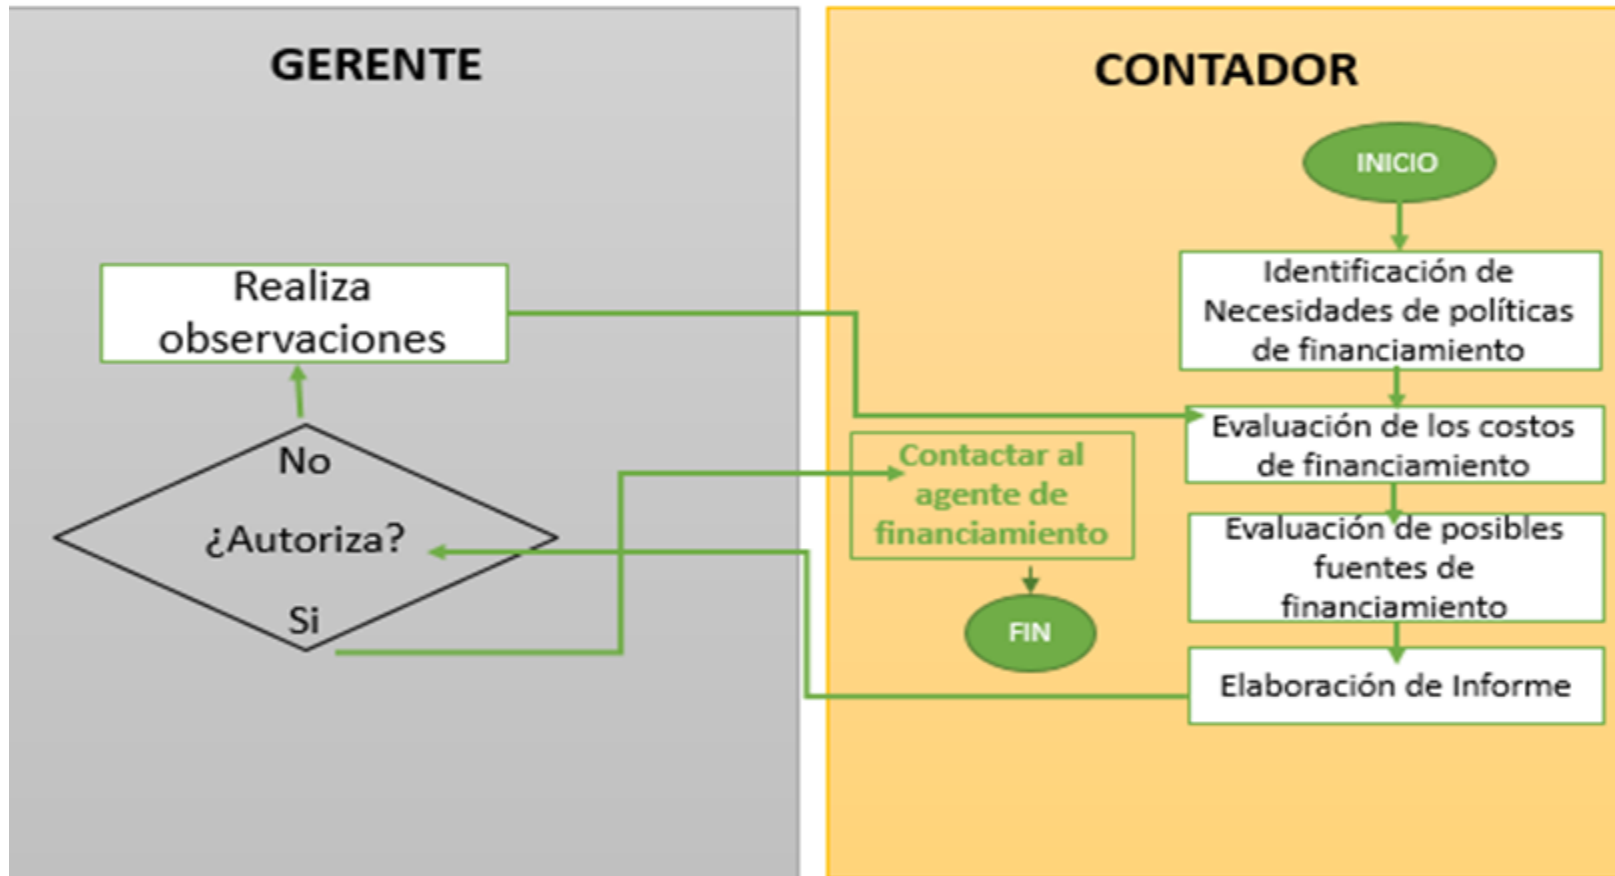 GERENTE
Realiza
observaciones
No
¿Autoriza?
Si
CONTADOR
INICIO
Identificación de
Necesidades de políticas
de financiamiento
Evaluación de los costos
de financiamiento
Evaluación de posibles
fuentes de
financiamiento
Elaboración de Informe
Contactar al
agente de
financiamiento
FIN